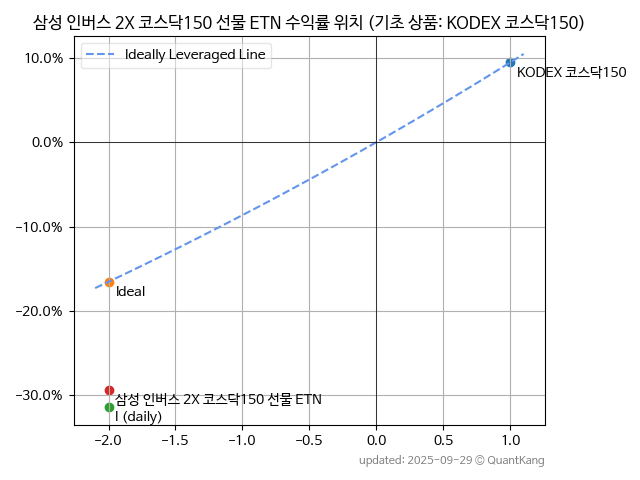 삼성 인버스 2X 코스닥150 선물 ETN 수익률 위치 (기초 상품: KODEX 코스닥150)
Ideally Leveraged Line
10.0%
KODEX 코스닥150
0.0%
−10.0%
Ideal
−20.0%
−30.0%
삼성 인버스 2X 코스닥150 선물 ETN
I (daily)
−2.0 −1.5 −1.0 −0.5 0.0 0.5 1.0
updated: 2025-09-29 © QuantKang